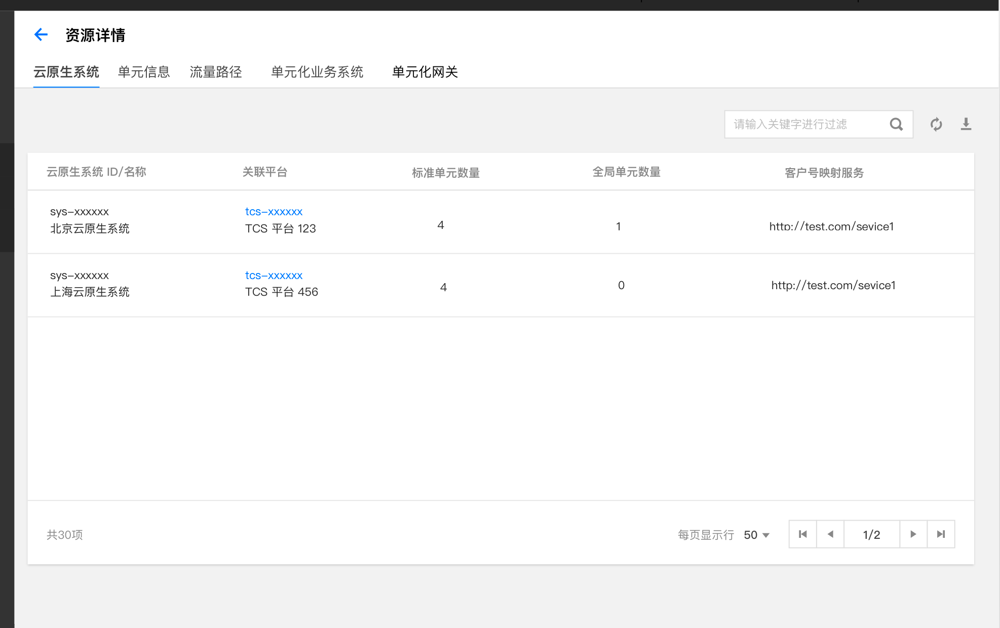 资源详情
云原生系统 单元信息 流量路径 单元化业务系统 单元化网关
请输入关键字进行过滤
云原生系统 ID/名称 关联平台 标准单元数量 全局单元数量 客户号映射服务
sys-xxxxxx tcs-xxxxxx
北京云原生系统 TCS 平台 123 4 1 http://test.com/sevice1
sys-xxxxxx tcs-xxxxxx
上海云原生系统 TCS 平台 456 4 0 http://test.com/sevice1
共30项 每页显示行 50 1/2